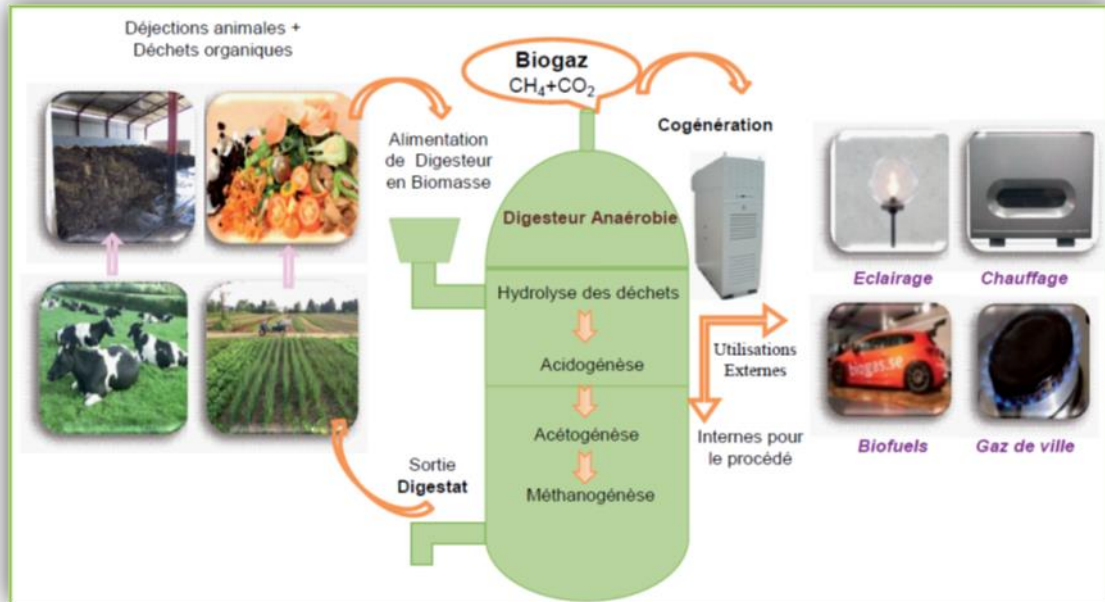 Déjections animales +
Déchets organiques
Biogaz
CH₄+CO₂
Alimentation
de Digesteur
en Biomasse
Cogénération
Digesteur Anaérobie
Hydrolyse des déchets
Acidogénèse
Acétogénèse
Méthanogénèse
Sortie
Digestat
Utilisations
Externes
Internes pour
le procédé
Eclairage
Chauffage
biogas.se
Biofuels
Gaz de ville